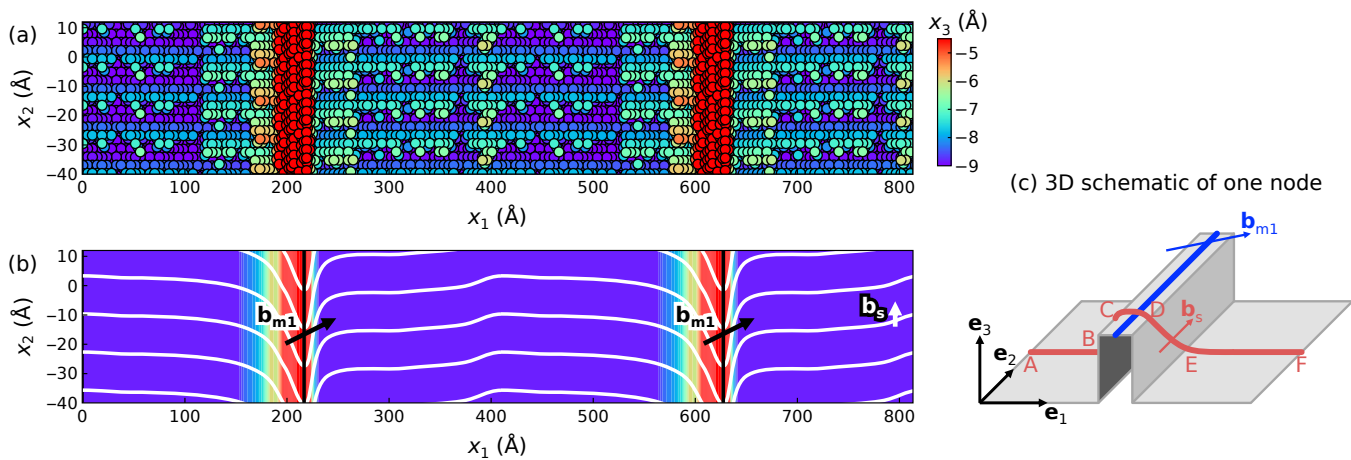 (a)
10
0
−10
−20
−30
−40
x2 (Å)
0 100 200 300 400 500 600 700 800
x1 (Å)
x3 (Å)
−5
−6
−7
−8
−9
(b)
10
0
−10
−20
−30
−40
x2 (Å)
bm1
bm1
bs
0 100 200 300 400 500 600 700 800
x1 (Å)
(c) 3D schematic of one node
bm1
C D
bs
B
A
E F
e3
e2
e1